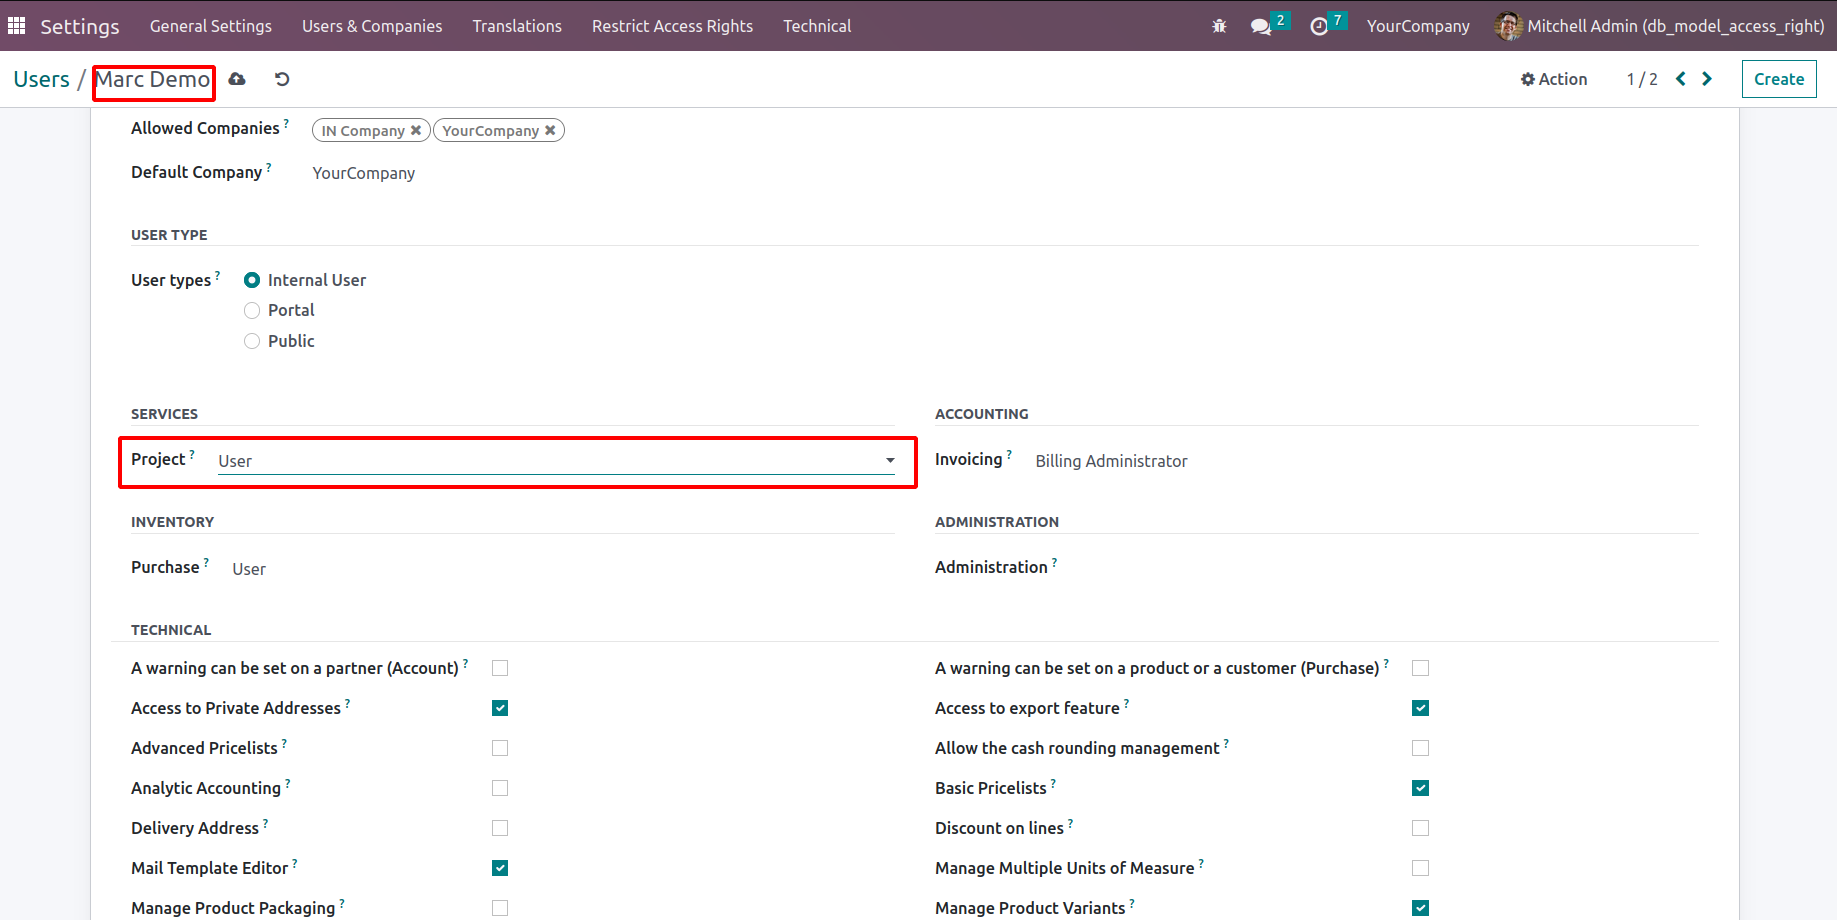 Settings General Settings Users & Companies Translations Restrict Access Rights Technical 2 7 YourCompany Mitchell Admin (db_model_access_right)
Users / Marc Demo Action 1 / 2 Create
Allowed Companies ? IN Company ✖ YourCompany ✖
Default Company ? YourCompany
USER TYPE
User types ? Internal User
Portal
Public
SERVICES ACCOUNTING
Project ? User Invoicing ? Billing Administrator
INVENTORY ADMINISTRATION
Purchase ? User Administration ?
TECHNICAL
A warning can be set on a partner (Account) ? A warning can be set on a product or a customer (Purchase) ?
Access to Private Addresses ? Access to export feature ?
Advanced Pricelists ? Allow the cash rounding management ?
Analytic Accounting ? Basic Pricelists ?
Delivery Address ? Discount on lines ?
Mail Template Editor ? Manage Multiple Units of Measure ?
Manage Product Packaging ? Manage Product Variants ?